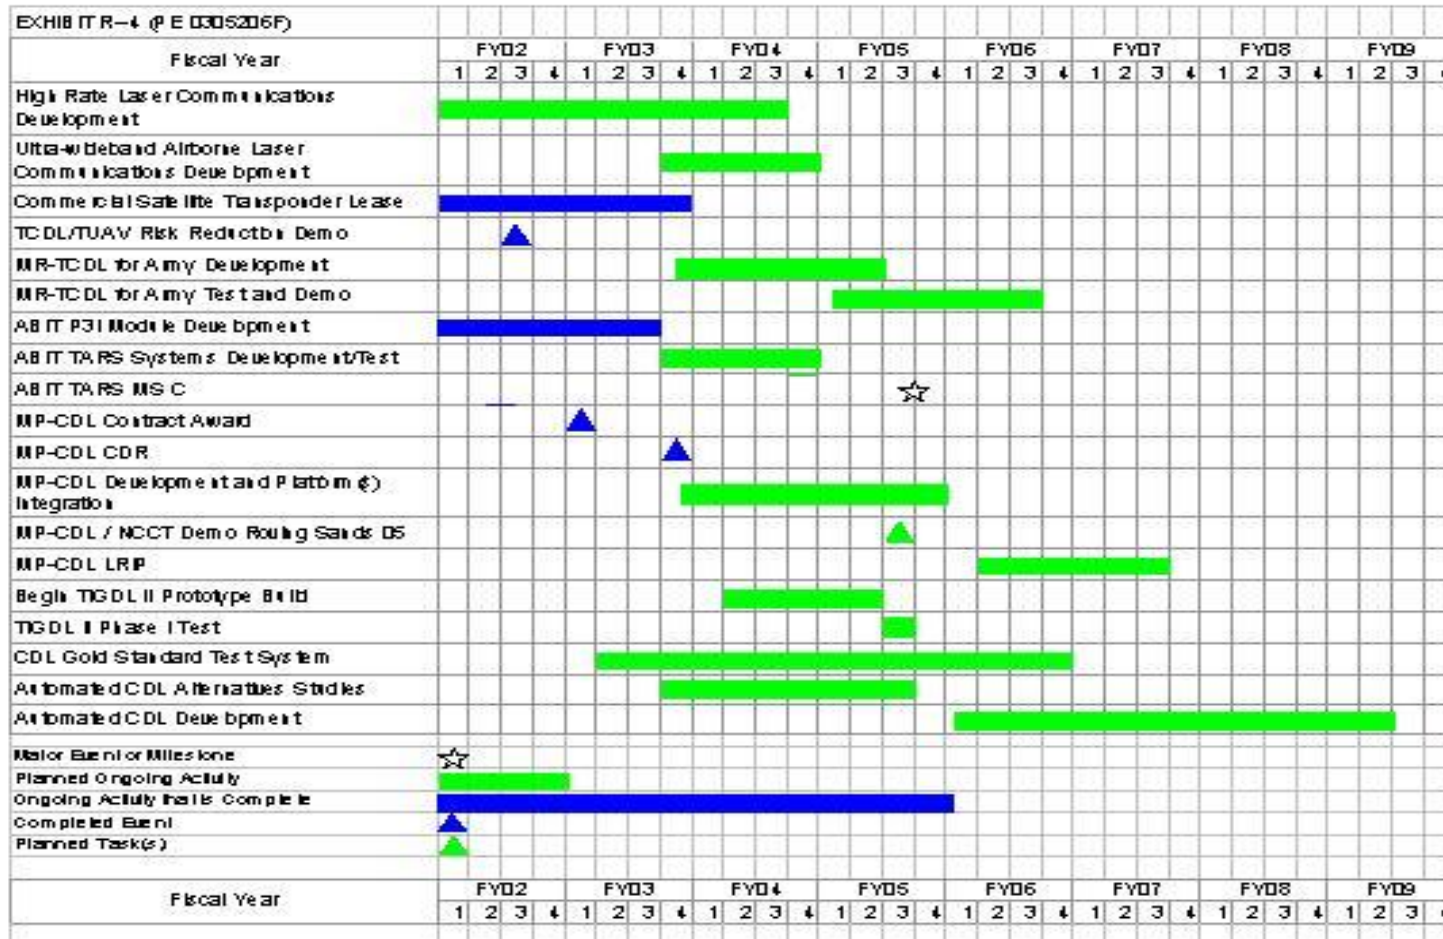 EXHIBIT R-4 (PE 0305206F)
Fiscal Year FY02 FY03 FY04 FY05 FY06 FY07 FY08 FY09
1 2 3 4 1 2 3 4 1 2 3 4 1 2 3 4 1 2 3 4 1 2 3 4 1 2 3 4 1 2 3
High Rate Laser Communications
Development
Ultra-wideband Airborne Laser
Communications Development
Commercial Satellite Transponder Lease
TCDL/TUAV Risk Reduction Demo
MR-TCDL for Army Development
MR-TCDL for Army Test and Demo
ABIT P3I Module Development
ABIT TARS Systems Development/Test
ABIT TARS MS C
MP-CDL Contract Award
MP-CDL CDR
MP-CDL Development and Platform(s)
Integration
MP-CDL / NCCT Demo Roving Sands 05
MP-CDL LRIP
Begin TIGDL II Prototype Build
TIGDL II Phase I Test
CDL Gold Standard Test System
Automated CDL Alternatives Studies
Automated CDL Development
Major Event or Milestone
Planned Ongoing Activity
Ongoing Activity that is Complete
Completed Event
Planned Task(s)
Fiscal Year FY02 FY03 FY04 FY05 FY06 FY07 FY08 FY09
1 2 3 4 1 2 3 4 1 2 3 4 1 2 3 4 1 2 3 4 1 2 3 4 1 2 3 4 1 2 3